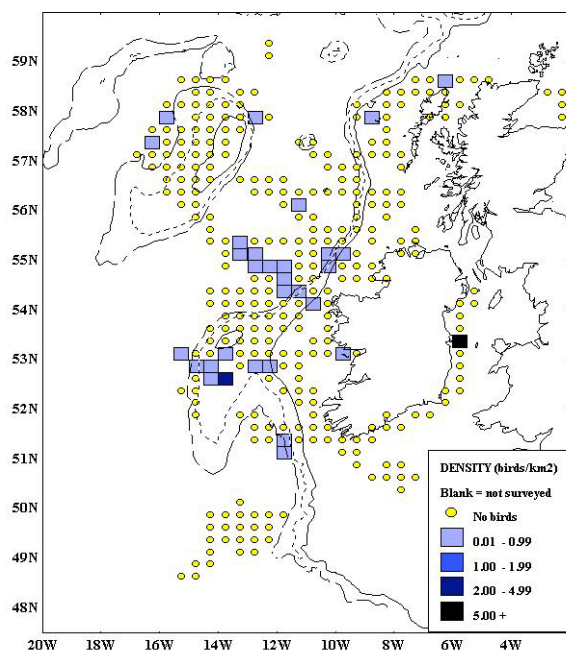 59N
58N
57N
56N
55N
54N
53N
52N
51N
50N
49N
48N
20W 18W 16W 14W 12W 10W 8W 6W 4W
DENSITY (birds/km2)
Blank = not surveyed
No birds
0.01 - 0.99
1.00 - 1.99
2.00 - 4.99
5.00 +